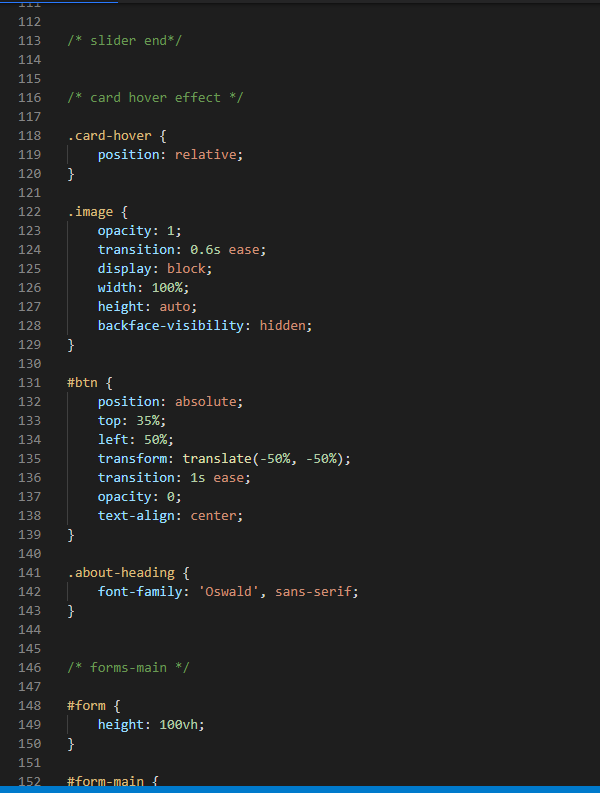 111
112
113 /* slider end*/
114
115
116 /* card hover effect */
117
118 .card-hover {
119     position: relative;
120 }
121
122 .image {
123     opacity: 1;
124     transition: 0.6s ease;
125     display: block;
126     width: 100%;
127     height: auto;
128     backface-visibility: hidden;
129 }
130
131 #btn {
132     position: absolute;
133     top: 35%;
134     left: 50%;
135     transform: translate(-50%, -50%);
136     transition: 1s ease;
137     opacity: 0;
138     text-align: center;
139 }
140
141 .about-heading {
142     font-family: 'Oswald', sans-serif;
143 }
144
145
146 /* forms-main */
147
148 #form {
149     height: 100vh;
150 }
151
152 #form-main {